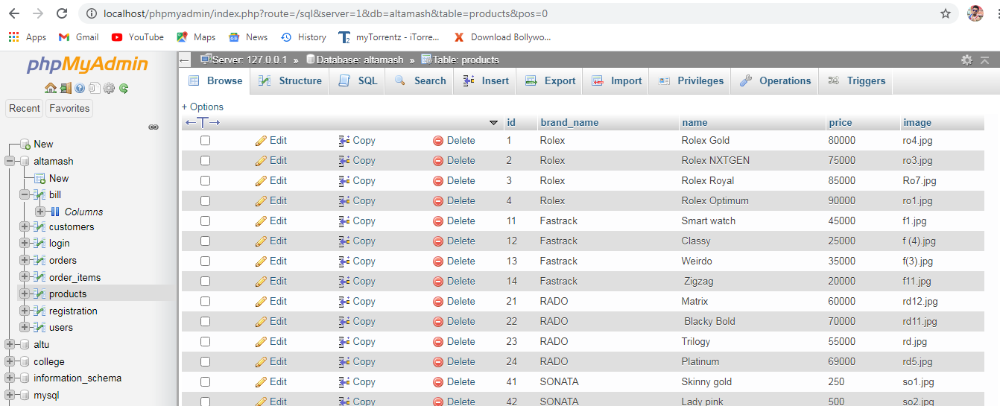 localhost/phpmyadmin/index.php?route=/sql&server=1&db=altamash&table=products&pos=0
Apps Gmail YouTube Maps News History myTorrentz - iTorre... Download Bollywo...
phpMyAdmin
Recent Favorites
New
altamash
New
bill
Columns
customers
login
orders
order_items
products
registration
users
altu
college
information_schema
mysql
Server: 127.0.0.1 » Database: altamash » Table: products
Browse Structure SQL Search Insert Export Import Privileges Operations Triggers
+ Options
←T→ id brand_name name price image
Edit Copy Delete 1 Rolex Rolex Gold 80000 ro4.jpg
Edit Copy Delete 2 Rolex Rolex NXTGEN 75000 ro3.jpg
Edit Copy Delete 3 Rolex Rolex Royal 85000 Ro7.jpg
Edit Copy Delete 4 Rolex Rolex Optimum 90000 ro1.jpg
Edit Copy Delete 11 Fastrack Smart watch 45000 f1.jpg
Edit Copy Delete 12 Fastrack Classy 25000 f (4).jpg
Edit Copy Delete 13 Fastrack Weirdo 35000 f(3).jpg
Edit Copy Delete 14 Fastrack Zigzag 20000 f11.jpg
Edit Copy Delete 21 RADO Matrix 60000 rd12.jpg
Edit Copy Delete 22 RADO Blacky Bold 70000 rd11.jpg
Edit Copy Delete 23 RADO Trilogy 55000 rd.jpg
Edit Copy Delete 24 RADO Platinum 69000 rd5.jpg
Edit Copy Delete 41 SONATA Skinny gold 250 so1.jpg
Edit Copy Delete 42 SONATA Lady pink 500 so2.jpg